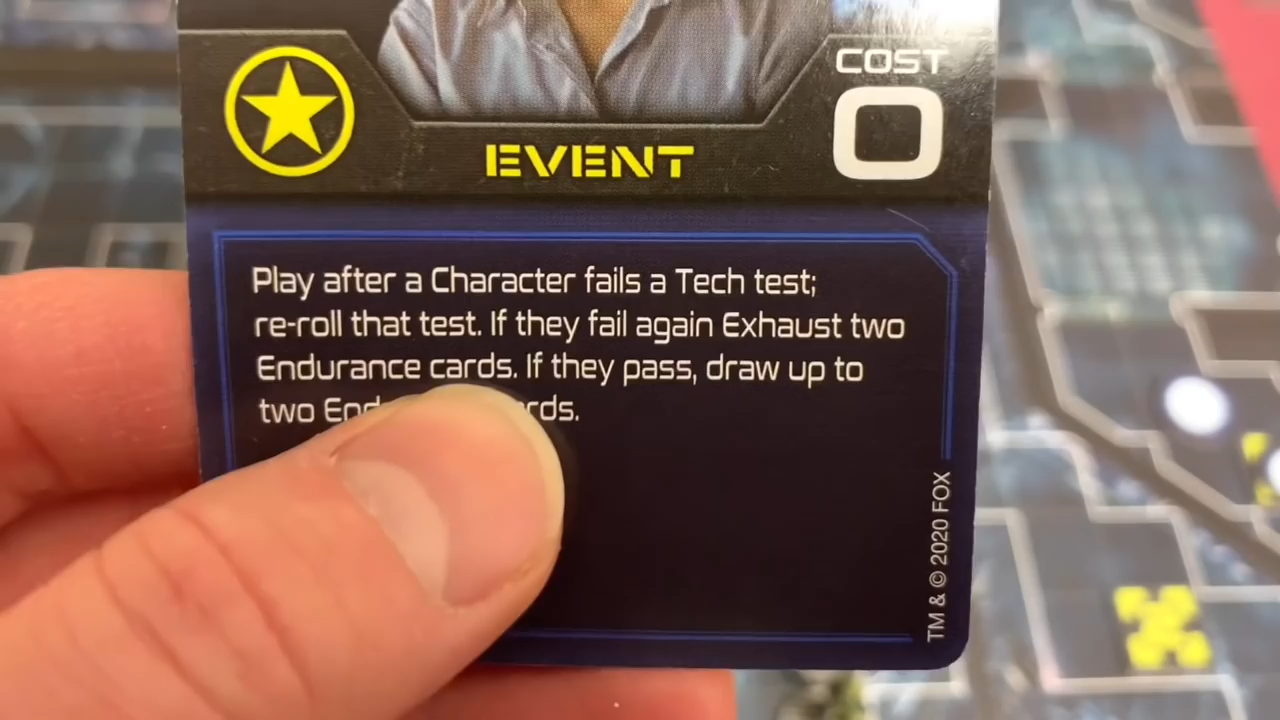 COST
0
EVENT
Play after a Character fails a Tech test;
re-roll that test. If they fail again Exhaust two
Endurance cards. If they pass, draw up to
two
TM & © 2020 FOX